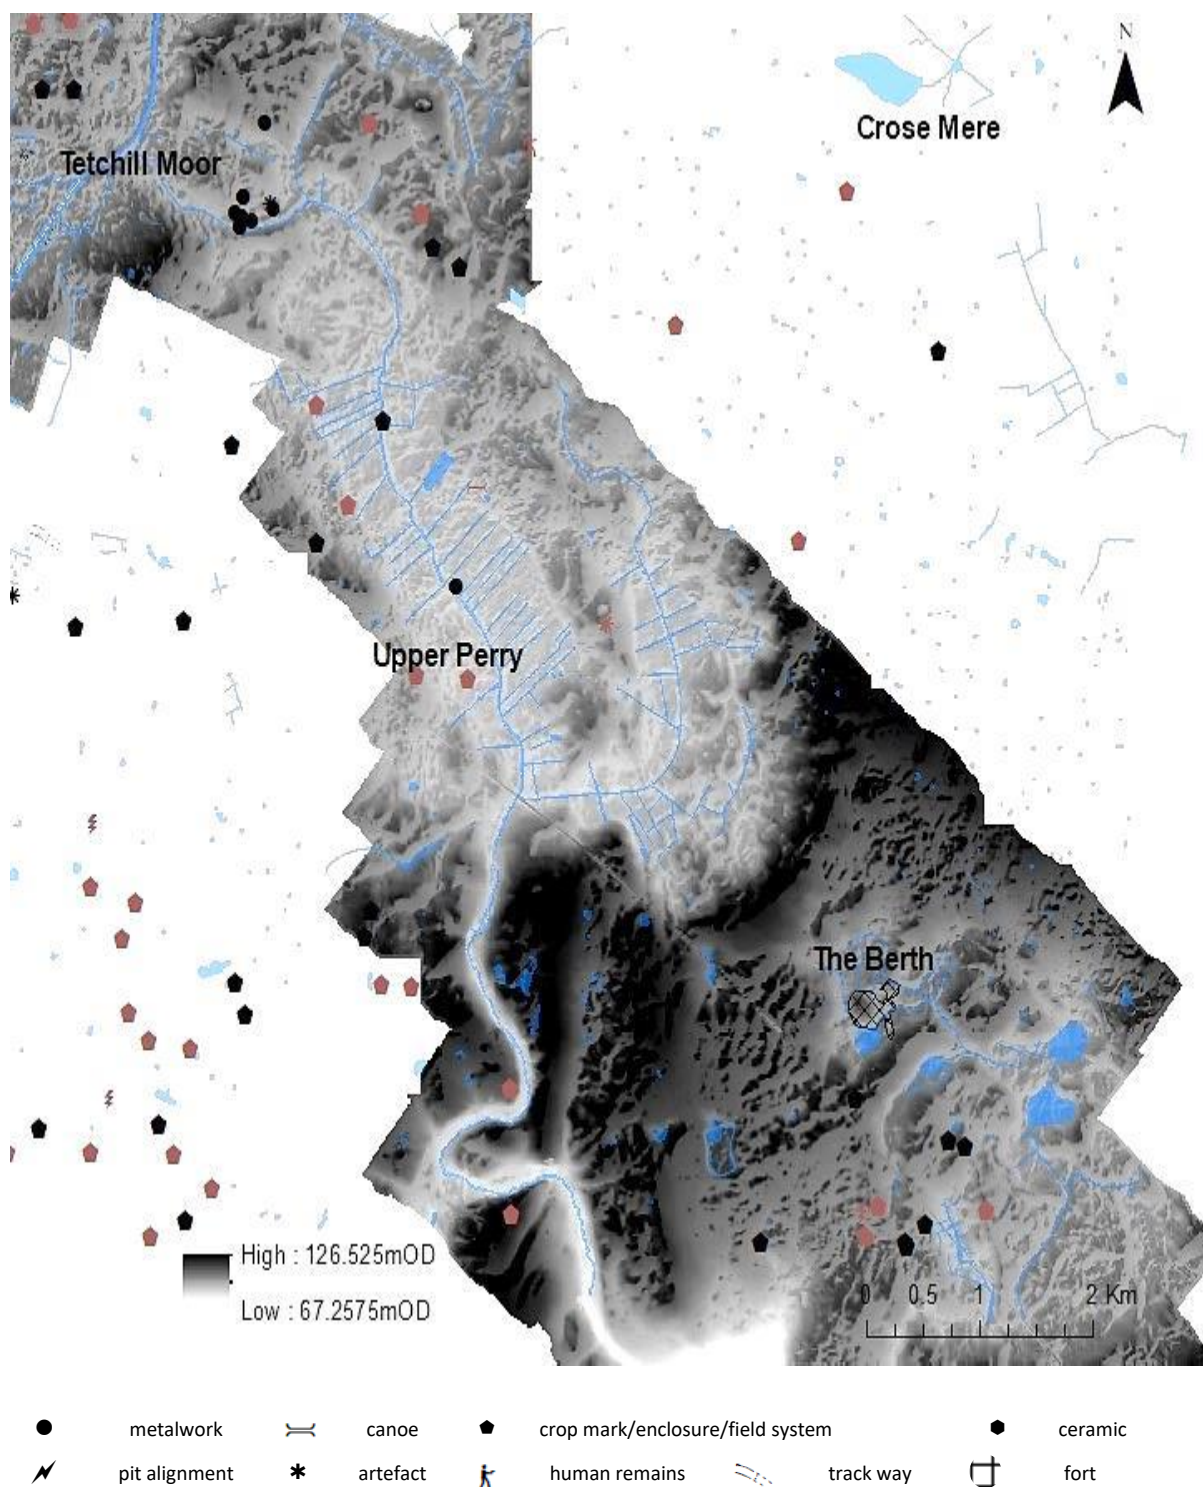 N
Crose Mere
Tetchill Moor
Upper Perry
The Berth
High : 126.525mOD
Low : 67.2575mOD
0 0.5 1 2 Km
metalwork canoe crop mark/enclosure/field system ceramic
pit alignment artefact human remains track way fort